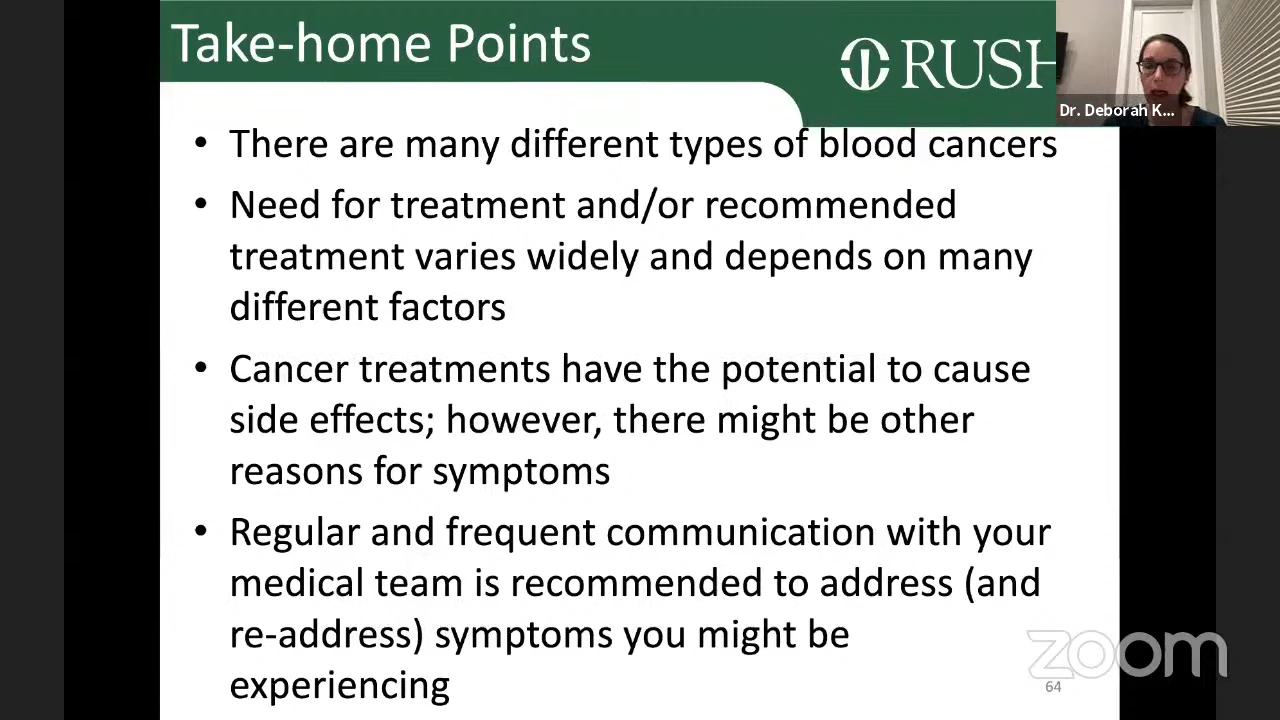 Take-home Points
RUSH
Dr. Deborah K...
• There are many different types of blood cancers
• Need for treatment and/or recommended
treatment varies widely and depends on many
different factors
• Cancer treatments have the potential to cause
side effects; however, there might be other
reasons for symptoms
• Regular and frequent communication with your
medical team is recommended to address (and
re-address) symptoms you might be
experiencing
zoom
64